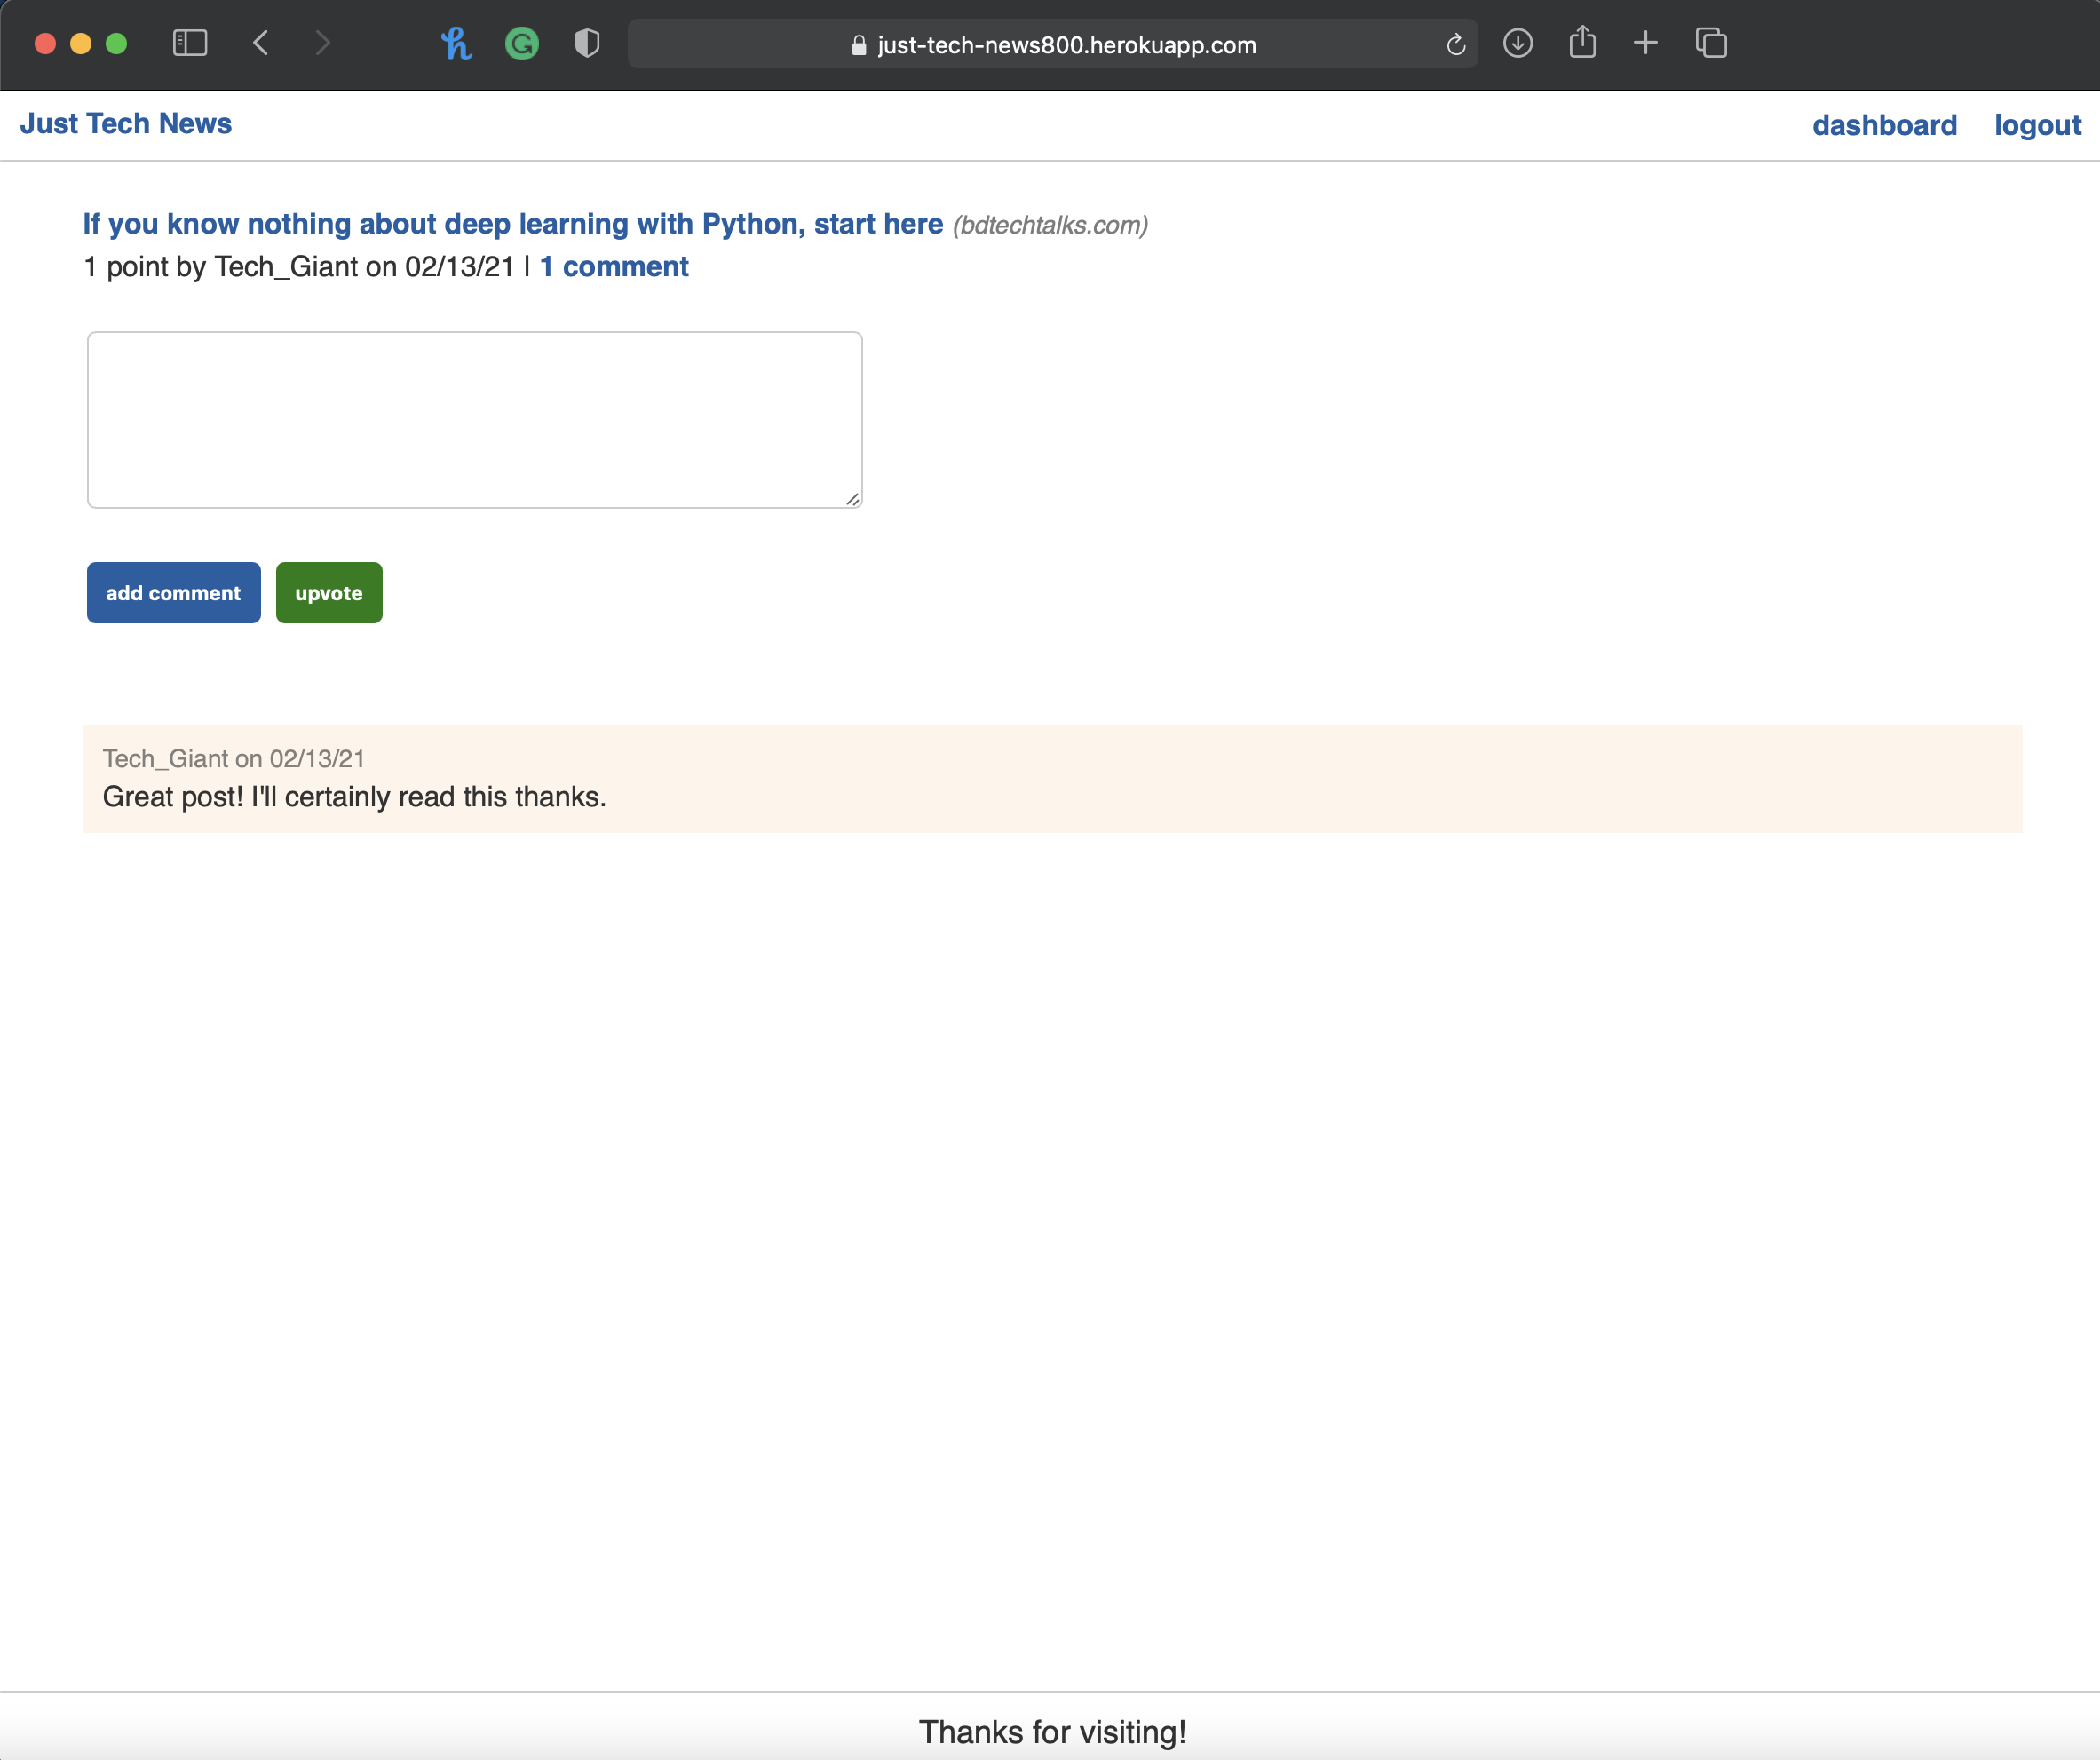 just-tech-news800.herokuapp.com
Just Tech News
dashboard logout
If you know nothing about deep learning with Python, start here (bdtechtalks.com)
1 point by Tech_Giant on 02/13/21 | 1 comment
add comment upvote
Tech_Giant on 02/13/21
Great post! I'll certainly read this thanks.
Thanks for visiting!